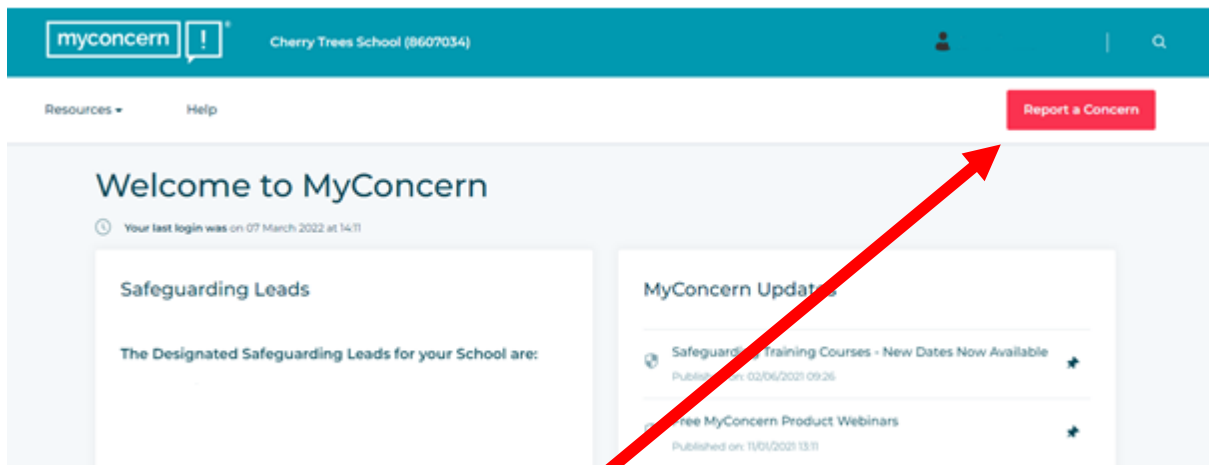 myconcern !
Cherry Trees School (8607034)
Resources
Help
Report a Concern
Welcome to MyConcern
Your last login was on 07 March 2022 at 14:11
Safeguarding Leads
The Designated Safeguarding Leads for your School are:
MyConcern Updates
Safeguarding Training Courses - New Dates Now Available
Published on: 02/06/2021 09:26
Free MyConcern Product Webinars
Published on: 11/01/2021 13:11